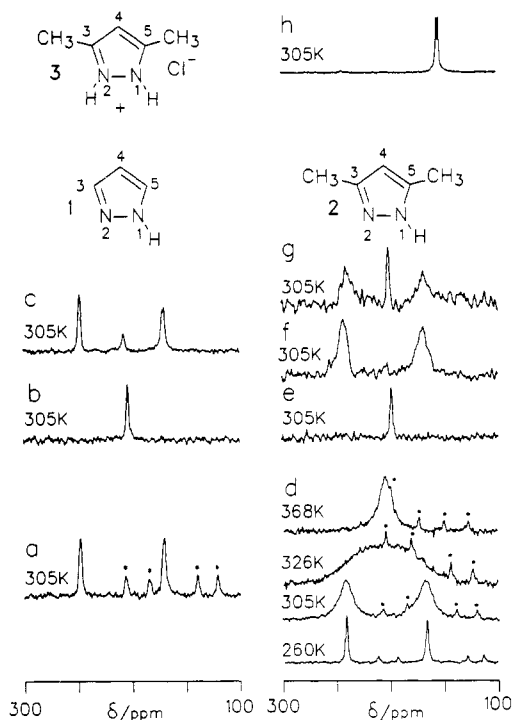 4
CH3 3 5 CH3
3 N 2 N 1 Cl⁻
H + H
h
305K
4
3 5
1 N 2 N 1
H
4
CH3 3 5 CH3
2 N 2 N 1
H
c
305K
b
305K
a
305K
g
305K
f
305K
e
305K
d
368K
326K
305K
260K
300 δ/ppm 100
300 δ/ppm 100